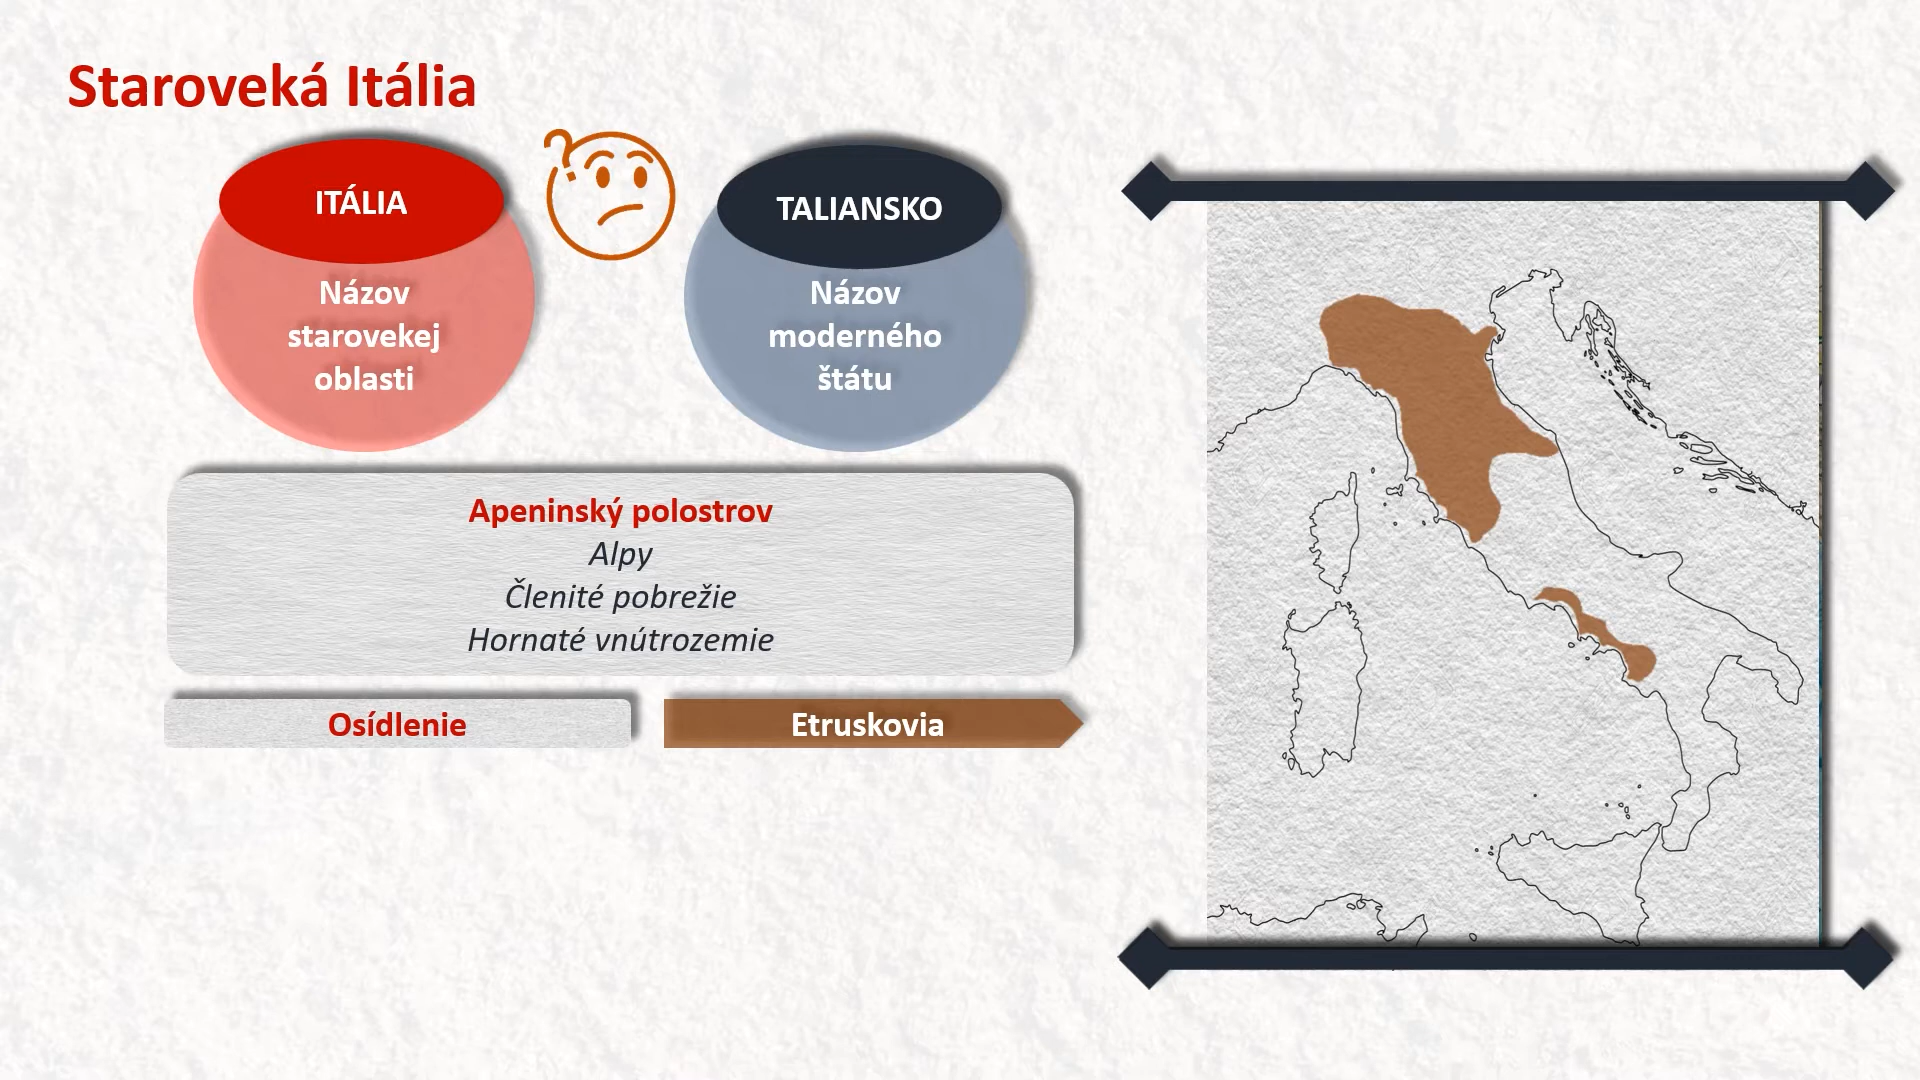 Staroveká Itália
ITÁLIA
Názov
starovekej
oblasti
?
TALIANSKO
Názov
moderného
štátu
Apeninský polostrov
Alpy
Členité pobrežie
Hornaté vnútrozemie
Osídlenie
Etruskovia